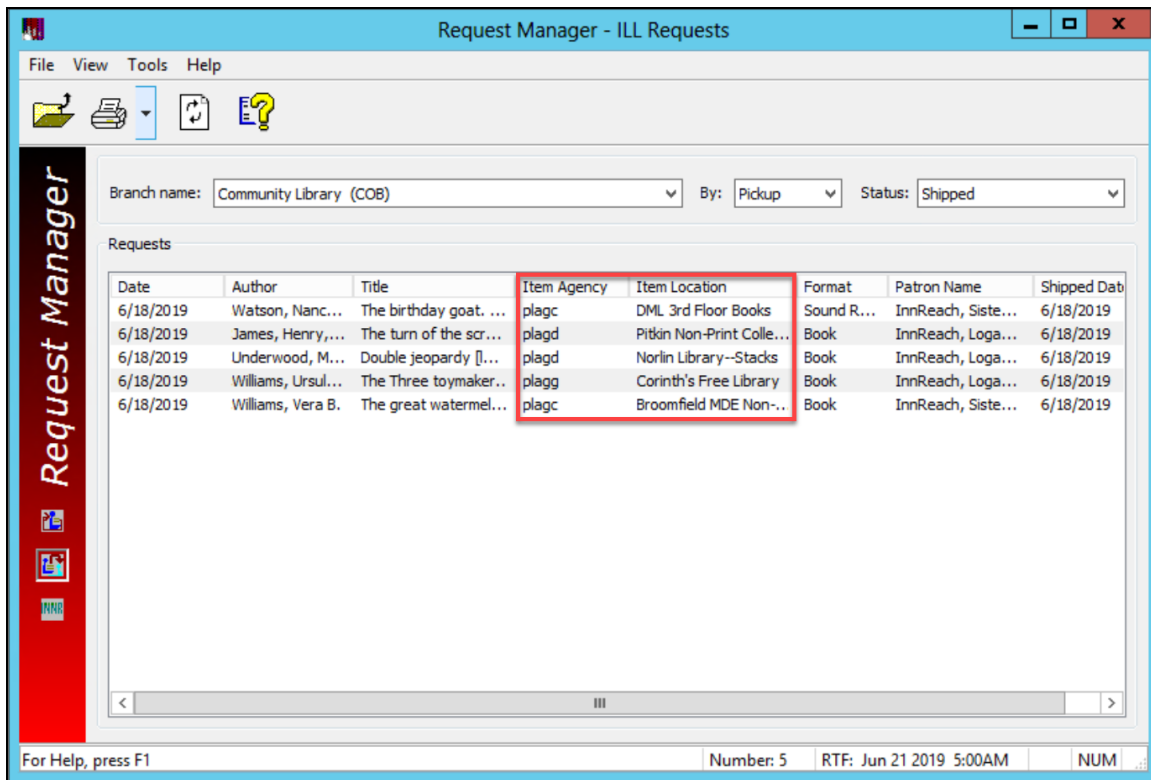 Request Manager - ILL Requests
File View Tools Help
Request Manager
Branch name: Community Library (COB) By: Pickup Status: Shipped
Requests
Date Author Title Item Agency Item Location Format Patron Name Shipped Dat
6/18/2019 Watson, Nanc... The birthday goat. ... plagc DML 3rd Floor Books Sound R... InnReach, Siste... 6/18/2019
6/18/2019 James, Henry,... The turn of the scr... plagd Pitkin Non-Print Colle... Book InnReach, Loga... 6/18/2019
6/18/2019 Underwood, M... Double jeopardy [l... plagd Norlin Library--Stacks Book InnReach, Loga... 6/18/2019
6/18/2019 Williams, Ursul... The Three toymaker... plagg Corinth's Free Library Book InnReach, Loga... 6/18/2019
6/18/2019 Williams, Vera B. The great watermel... plagc Broomfield MDE Non-... Book InnReach, Siste... 6/18/2019
INNR
For Help, press F1 Number: 5 RTF: Jun 21 2019 5:00AM NUM